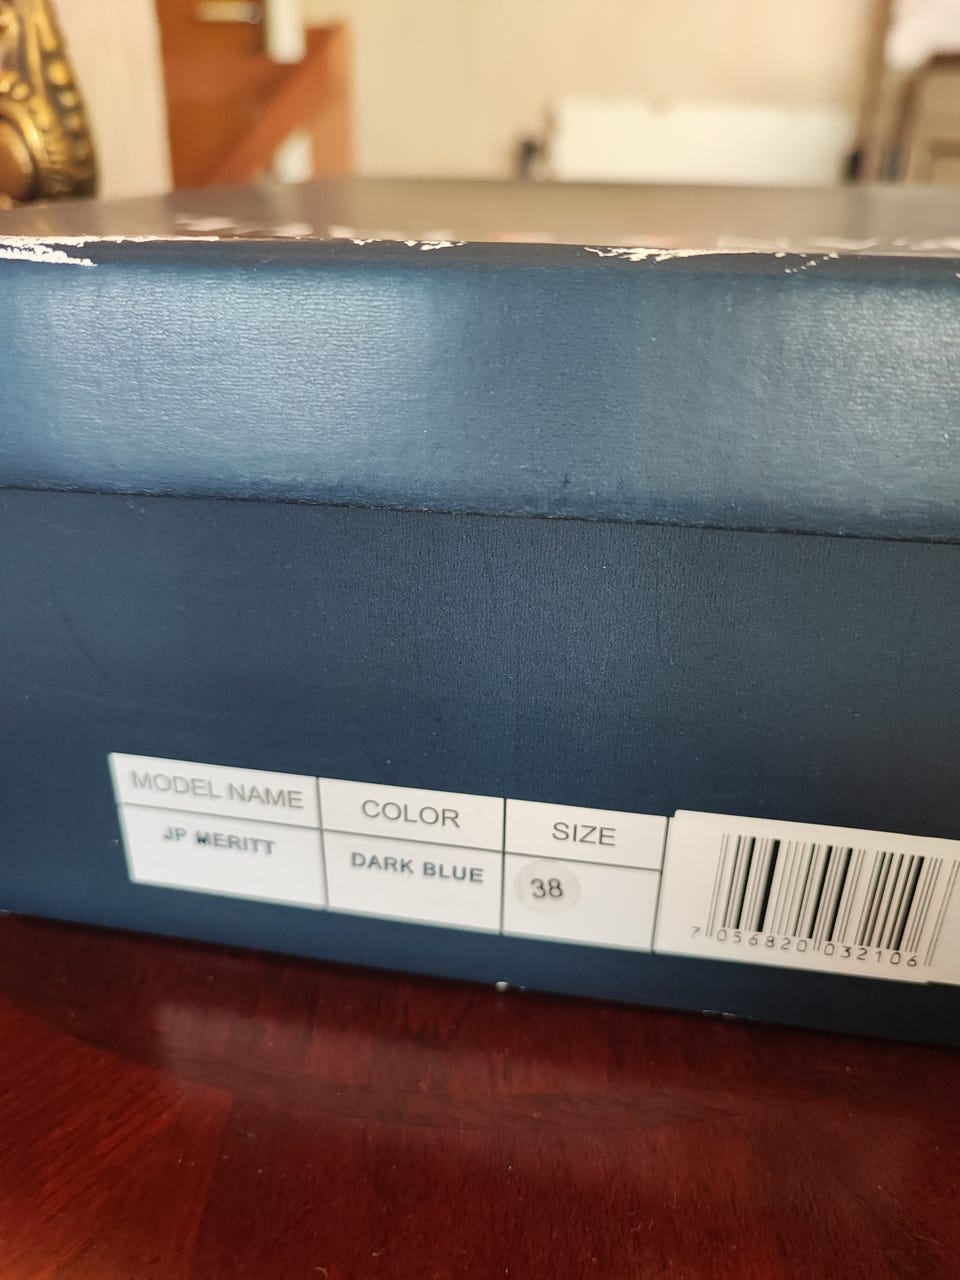 MODEL NAME COLOR SIZE
JP MERITT DARK BLUE 38
7 056820 032106